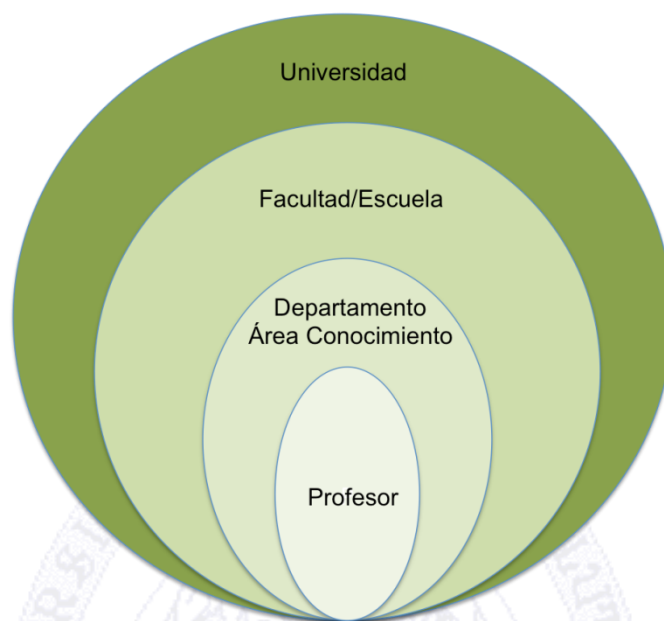 Universidad
Facultad/Escuela
Departamento
Área Conocimiento
Profesor